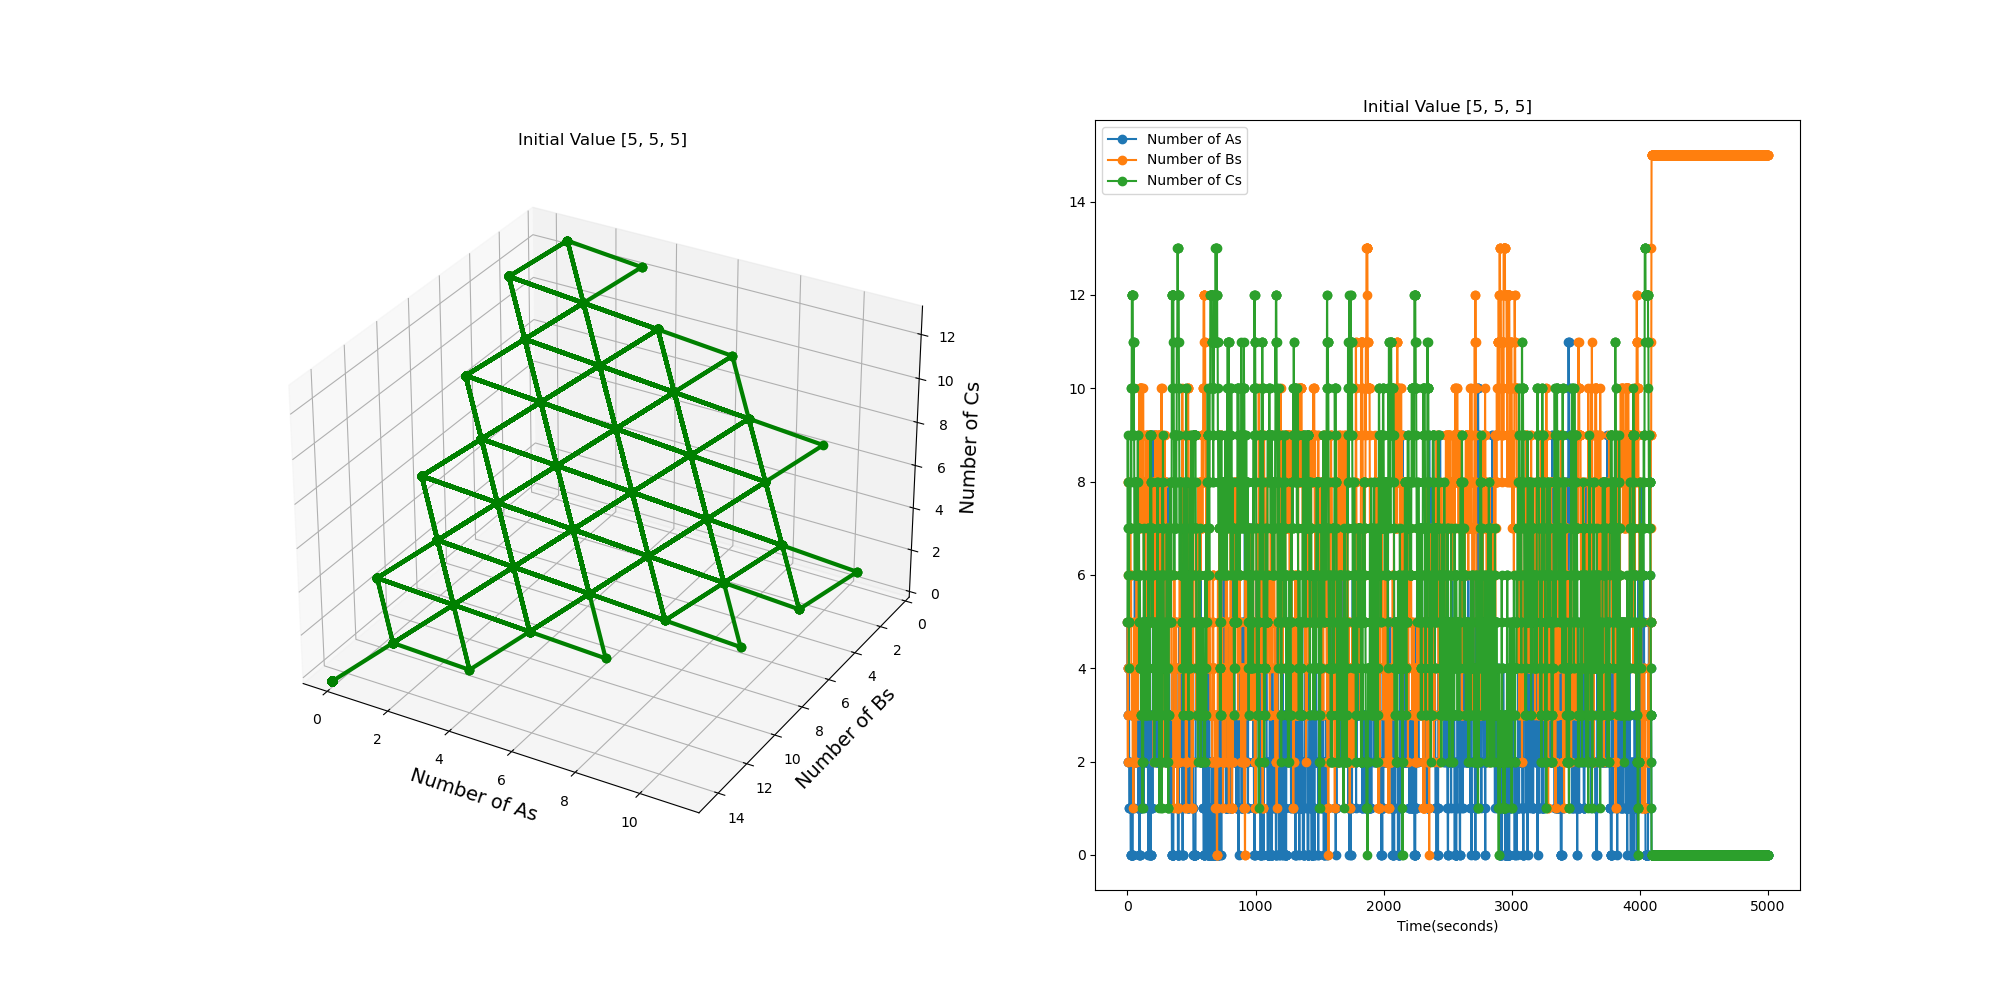 Initial Value [5, 5, 5]
12
10
8
6
4
2
0
Number of Cs
0
2
4
6
8
10
12
14
Number of Bs
0
2
4
6
8
10
Number of As
Initial Value [5, 5, 5]
Number of As
Number of Bs
Number of Cs
14
12
10
8
6
4
2
0
0 1000 2000 3000 4000 5000
Time(seconds)